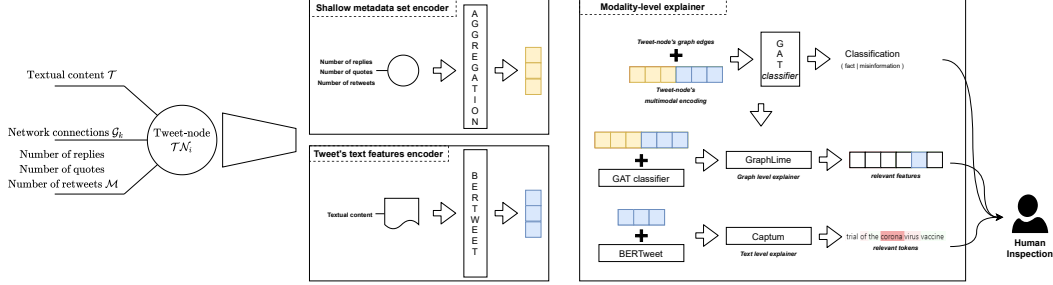 Textual content 𝒯
Network connections 𝒢ₖ
Number of replies
Number of quotes
Number of retweets ℳ
Tweet-node
𝒯𝒩ᵢ
Shallow metadata set encoder
Number of replies
Number of quotes
Number of retweets
AGGREGATION
Tweet's text features encoder
Textual content
BERTWEET
Modality-level explainer
Tweet-node's graph edges
+
Tweet-node's
multimodal encoding
GAT
classifier
Classification
( fact | misinformation )
+
GAT classifier
GraphLime
Graph level explainer
relevant features
+
BERTweet
Captum
Text level explainer
trial of the corona virus vaccine
relevant tokens
Human
Inspection